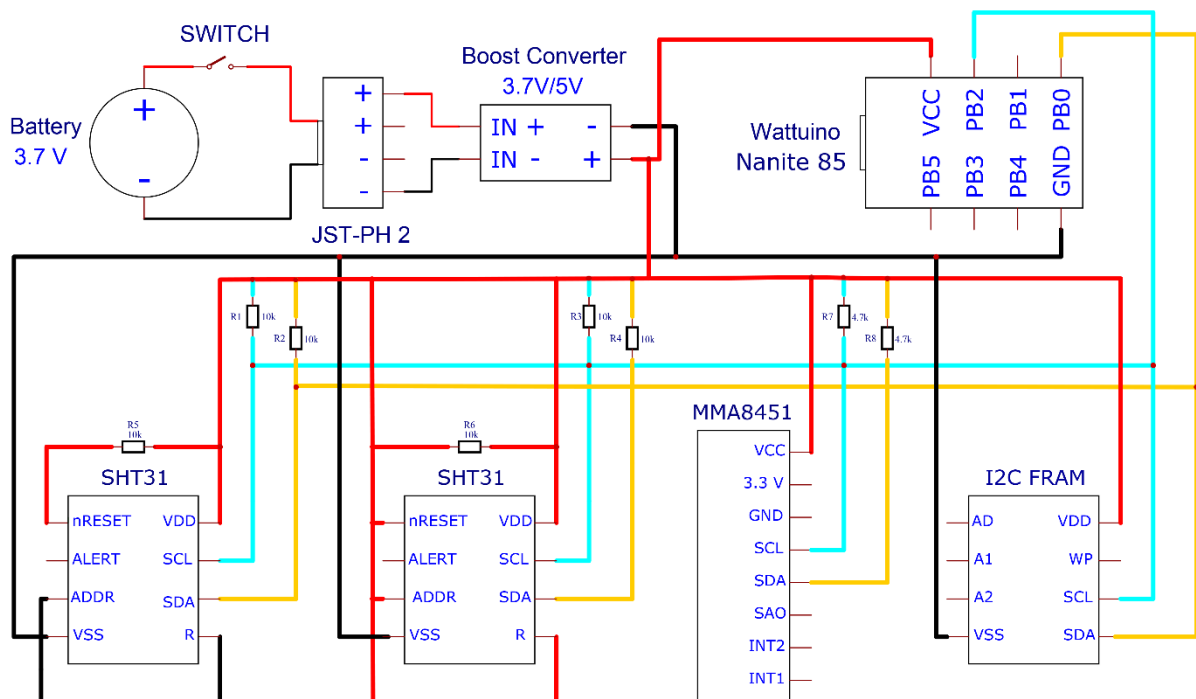 SWITCH
Battery
3.7 V
+
-
+
+
-
-
JST-PH 2
Boost Converter
3.7V/5V
IN +
IN -
-
+
Wattuino
Nanite 85
VCC
PB2
PB1
PB0
PB5
PB3
PB4
GND
R1
10k
R2
10k
R3
10k
R4
10k
R7
4.7k
R8
4.7k
R5
10k
R6
10k
SHT31
nRESET
VDD
ALERT
SCL
ADDR
SDA
VSS
R
SHT31
nRESET
VDD
ALERT
SCL
ADDR
SDA
VSS
R
MMA8451
VCC
3.3 V
GND
SCL
SDA
SAO
INT2
INT1
I2C FRAM
AD
VDD
A1
WP
A2
SCL
VSS
SDA